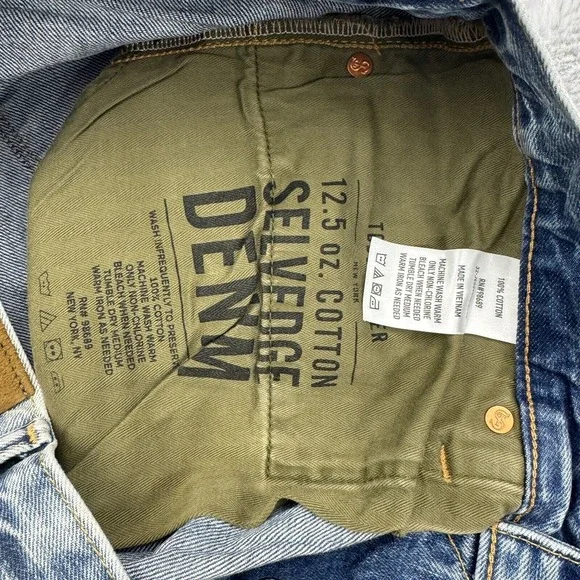 NEW YORK
12.5 oz. COTTON
SELVEDGE
DENM
WASH INFREQUENTLY TO PRESERVE
100% COTTON
MACHINE WASH WARM
ONLY NON-CHLORINE
BLEACH WHEN NEEDED
TUMBLE DRY MEDIUM
WARM IRON AS NEEDED
RN# 98689
NEW YORK, NY
100% COTTON
RN#98689
MADE IN VIETNAM
MACHINE WASH WARM
ONLY NON-CHLORINE
BLEACH WHEN NEEDED
TUMBLE DRY MEDIUM
WARM IRON AS NEEDED